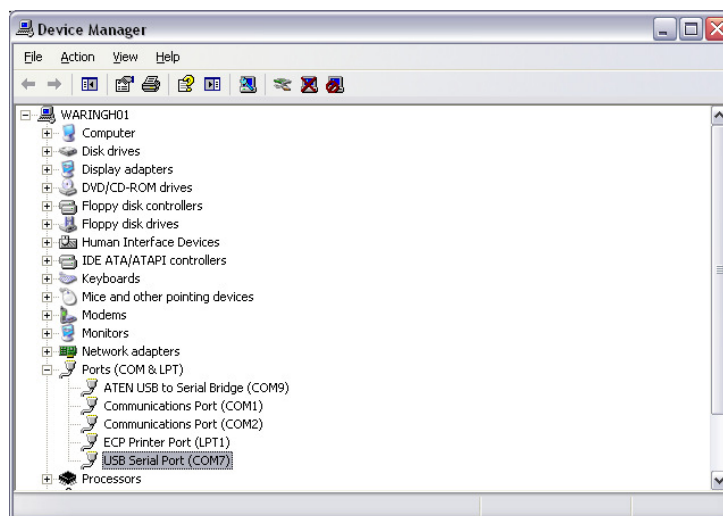 Device Manager
File Action View Help
WARINGH01
Computer
Disk drives
Display adapters
DVD/CD-ROM drives
Floppy disk controllers
Floppy disk drives
Human Interface Devices
IDE ATA/ATAPI controllers
Keyboards
Mice and other pointing devices
Modems
Monitors
Network adapters
Ports (COM & LPT)
ATEN USB to Serial Bridge (COM9)
Communications Port (COM1)
Communications Port (COM2)
ECP Printer Port (LPT1)
USB Serial Port (COM7)
Processors